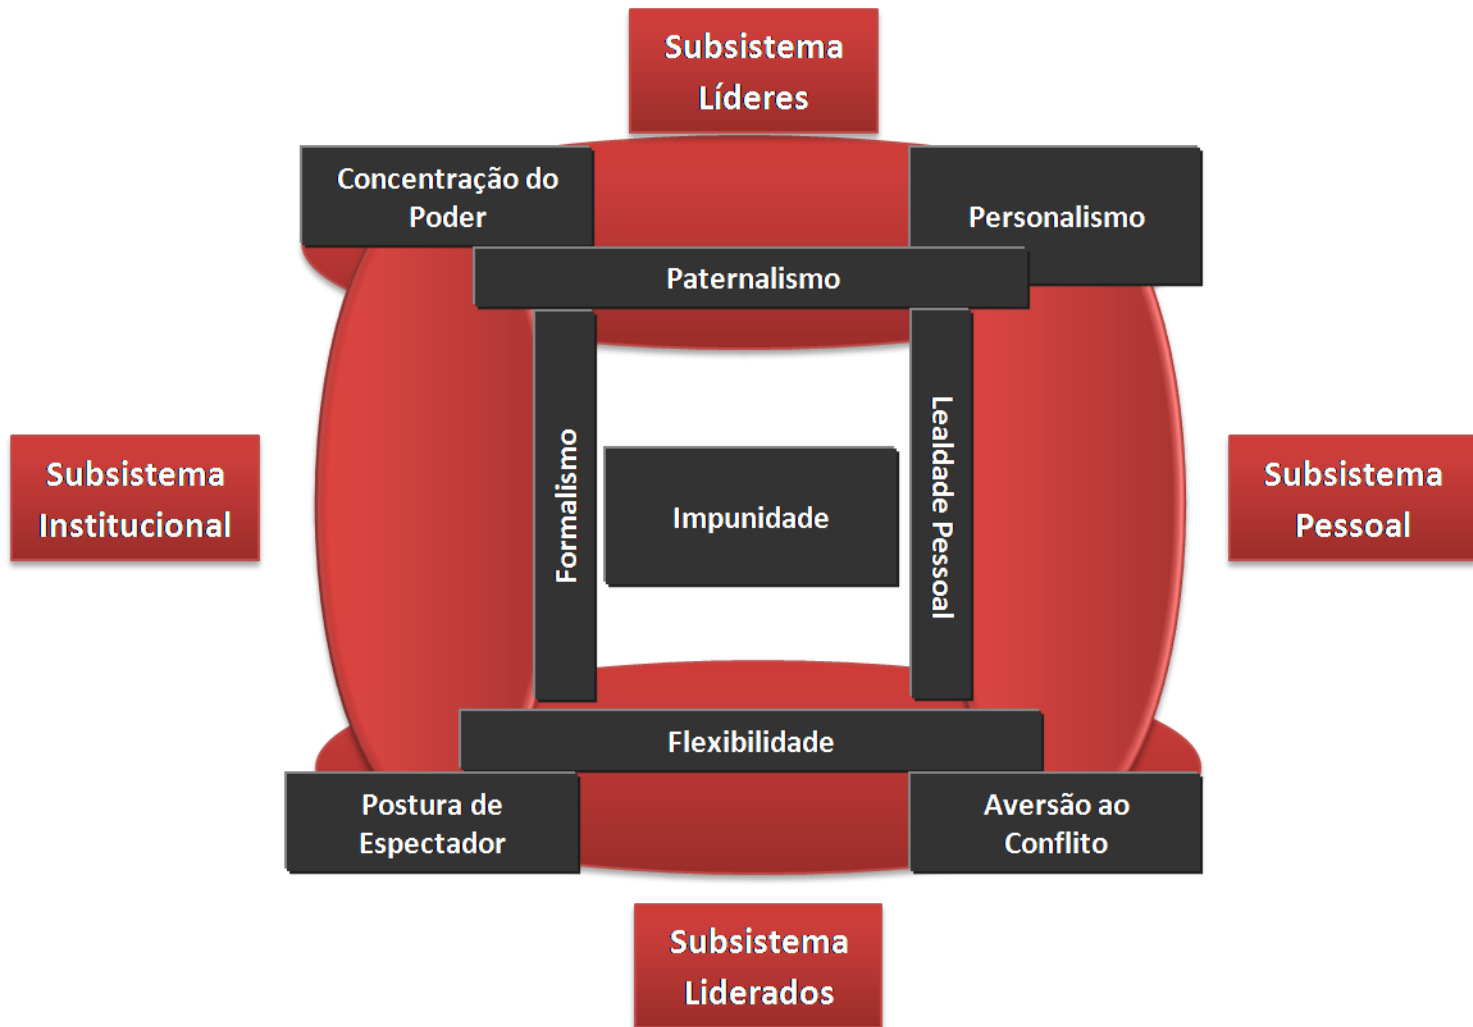 Subsistema
Líderes
Concentração do
Poder
Personalismo
Paternalismo
Formalismo
Lealdade Pessoal
Impunidade
Subsistema
Institucional
Subsistema
Pessoal
Flexibilidade
Postura de
Espectador
Aversão ao
Conflito
Subsistema
Liderados